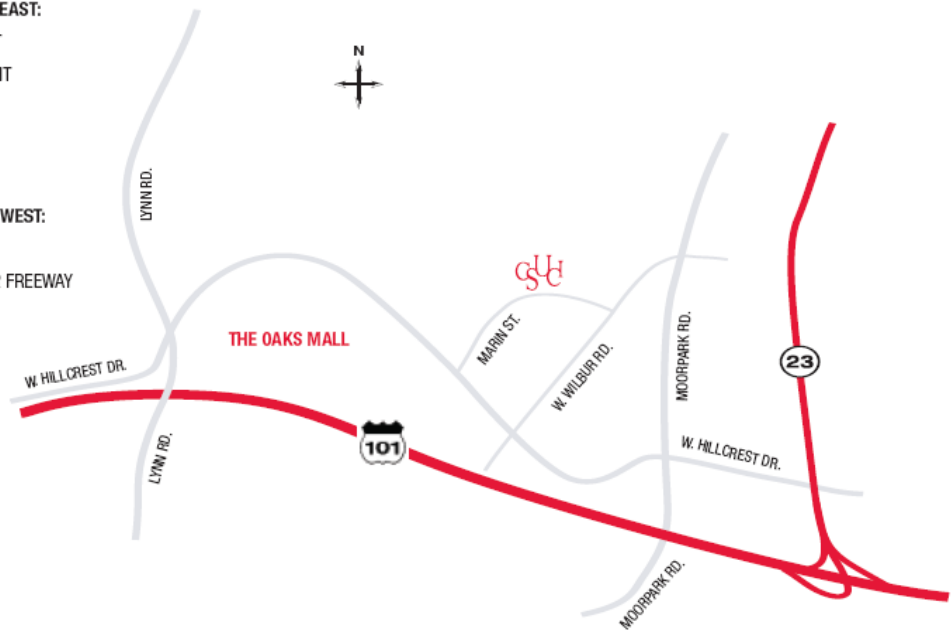 EAST:
N
IT
LYNN RD.
WEST:
FREEWAY
CSUCI
THE OAKS MALL
MARIN ST.
W. WILBUR RD.
MOORPARK RD.
23
W. HILLCREST DR.
101
LYNN RD.
W. HILLCREST DR.
MOORPARK RD.